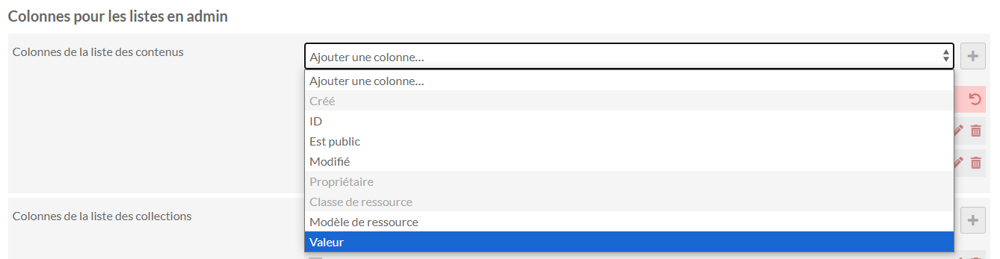 Colonnes pour les listes en admin
Colonnes de la liste des contenus
Ajouter une colonne...
Ajouter une colonne...
Créé
ID
Est public
Modifié
Propriétaire
Classe de ressource
Modèle de ressource
Valeur
Colonnes de la liste des collections